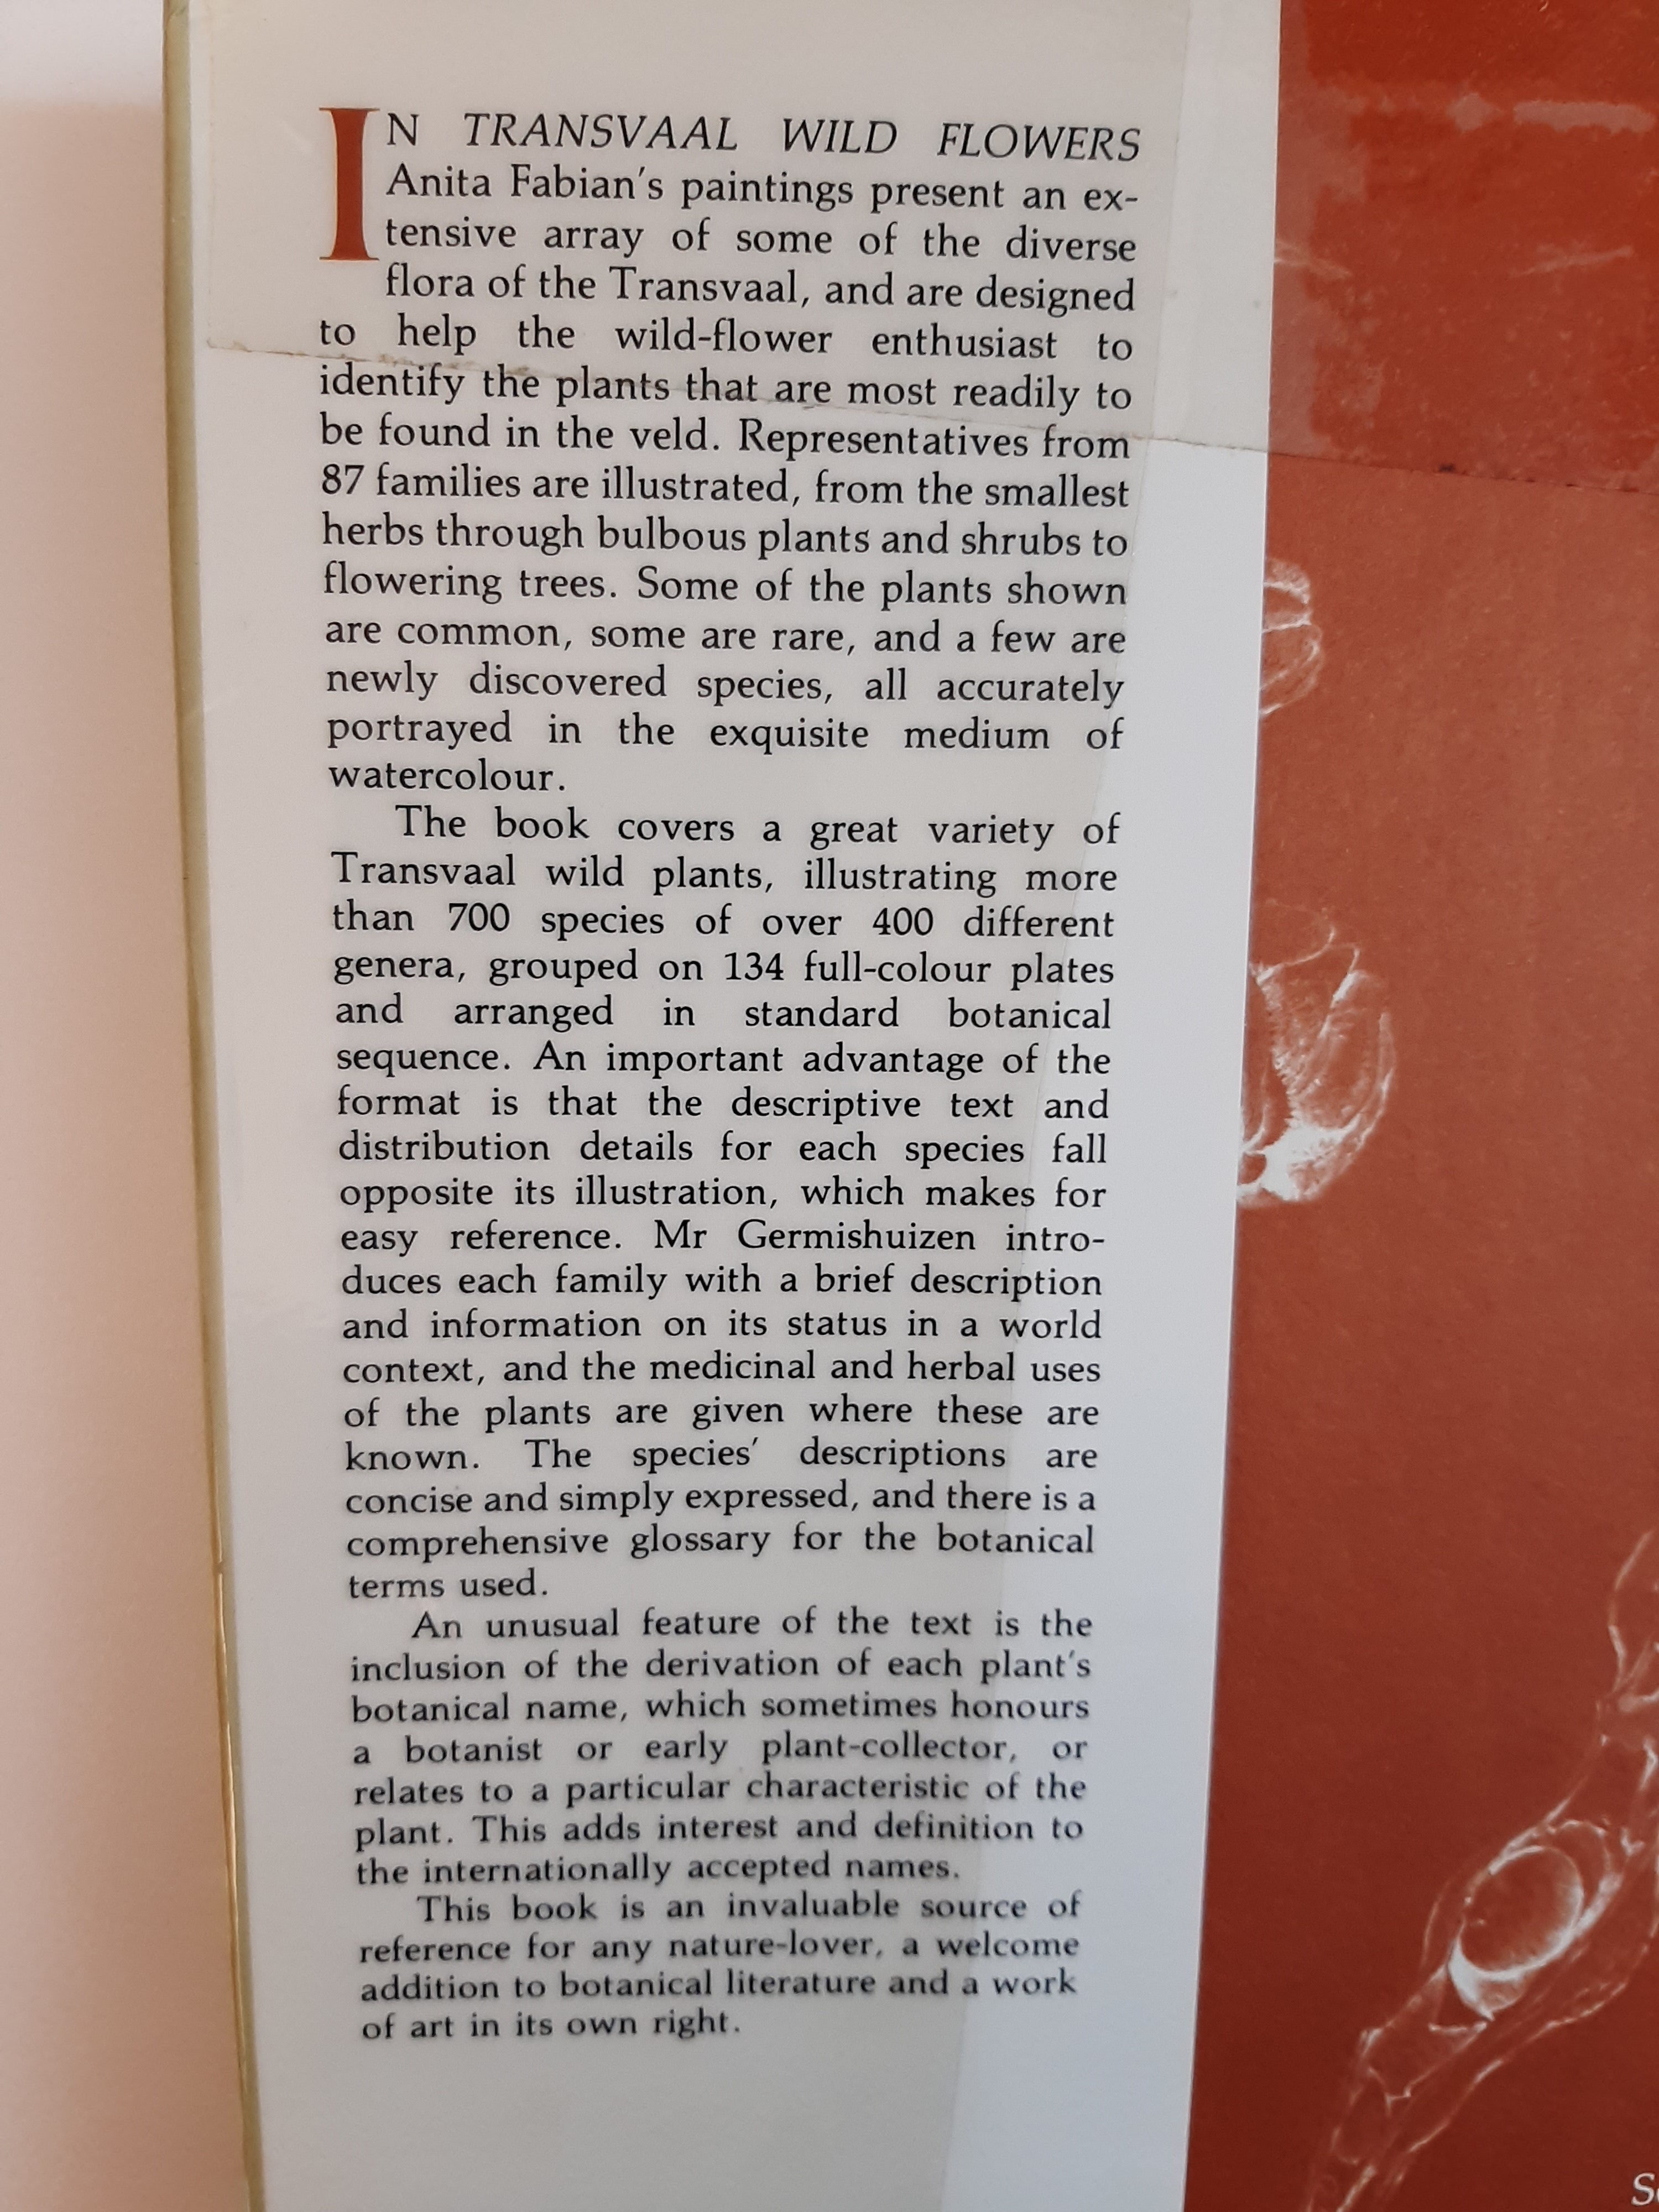 IN TRANSVAAL WILD FLOWERS
Anita Fabian's paintings present an ex-
tensive array of some of the diverse
flora of the Transvaal, and are designed
to help the wild-flower enthusiast to
identify the plants that are most readily to
be found in the veld. Representatives from
87 families are illustrated, from the smallest
herbs through bulbous plants and shrubs to
flowering trees. Some of the plants shown
are common, some are rare, and a few are
newly discovered species, all accurately
portrayed in the exquisite medium of
watercolour.
The book covers a great variety of
Transvaal wild plants, illustrating more
than 700 species of over 400 different
genera, grouped on 134 full-colour plates
and arranged in standard botanical
sequence. An important advantage of the
format is that the descriptive text and
distribution details for each species fall
opposite its illustration, which makes for
easy reference. Mr Germishuizen intro-
duces each family with a brief description
and information on its status in a world
context, and the medicinal and herbal uses
of the plants are given where these are
known. The species' descriptions are
concise and simply expressed, and there is a
comprehensive glossary for the botanical
terms used.
An unusual feature of the text is the
inclusion of the derivation of each plant's
botanical name, which sometimes honours
a botanist or early plant-collector, or
relates to a particular characteristic of the
plant. This adds interest and definition to
the internationally accepted names.
This book is an invaluable source of
reference for any nature-lover, a welcome
addition to botanical literature and a work
of art in its own right.